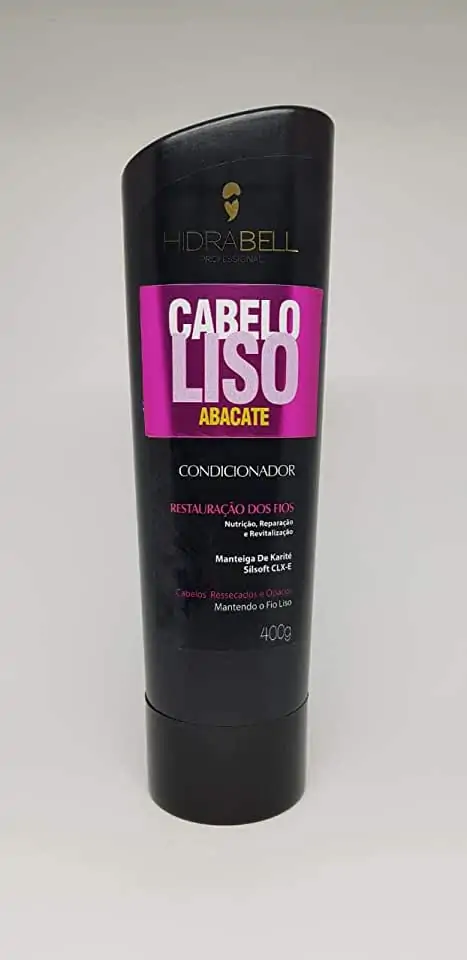 HIDRABELL
PROFESSIONAL
CABELO
LISO
ABACATE
CONDICIONADOR
RESTAURAÇÃO DOS FIOS
Nutrição, Reparação
e Revitalização
Manteiga De Karité
Silsoft CLX-E
Cabelos Ressecados e Opacos
Mantendo o Fio Liso
400g